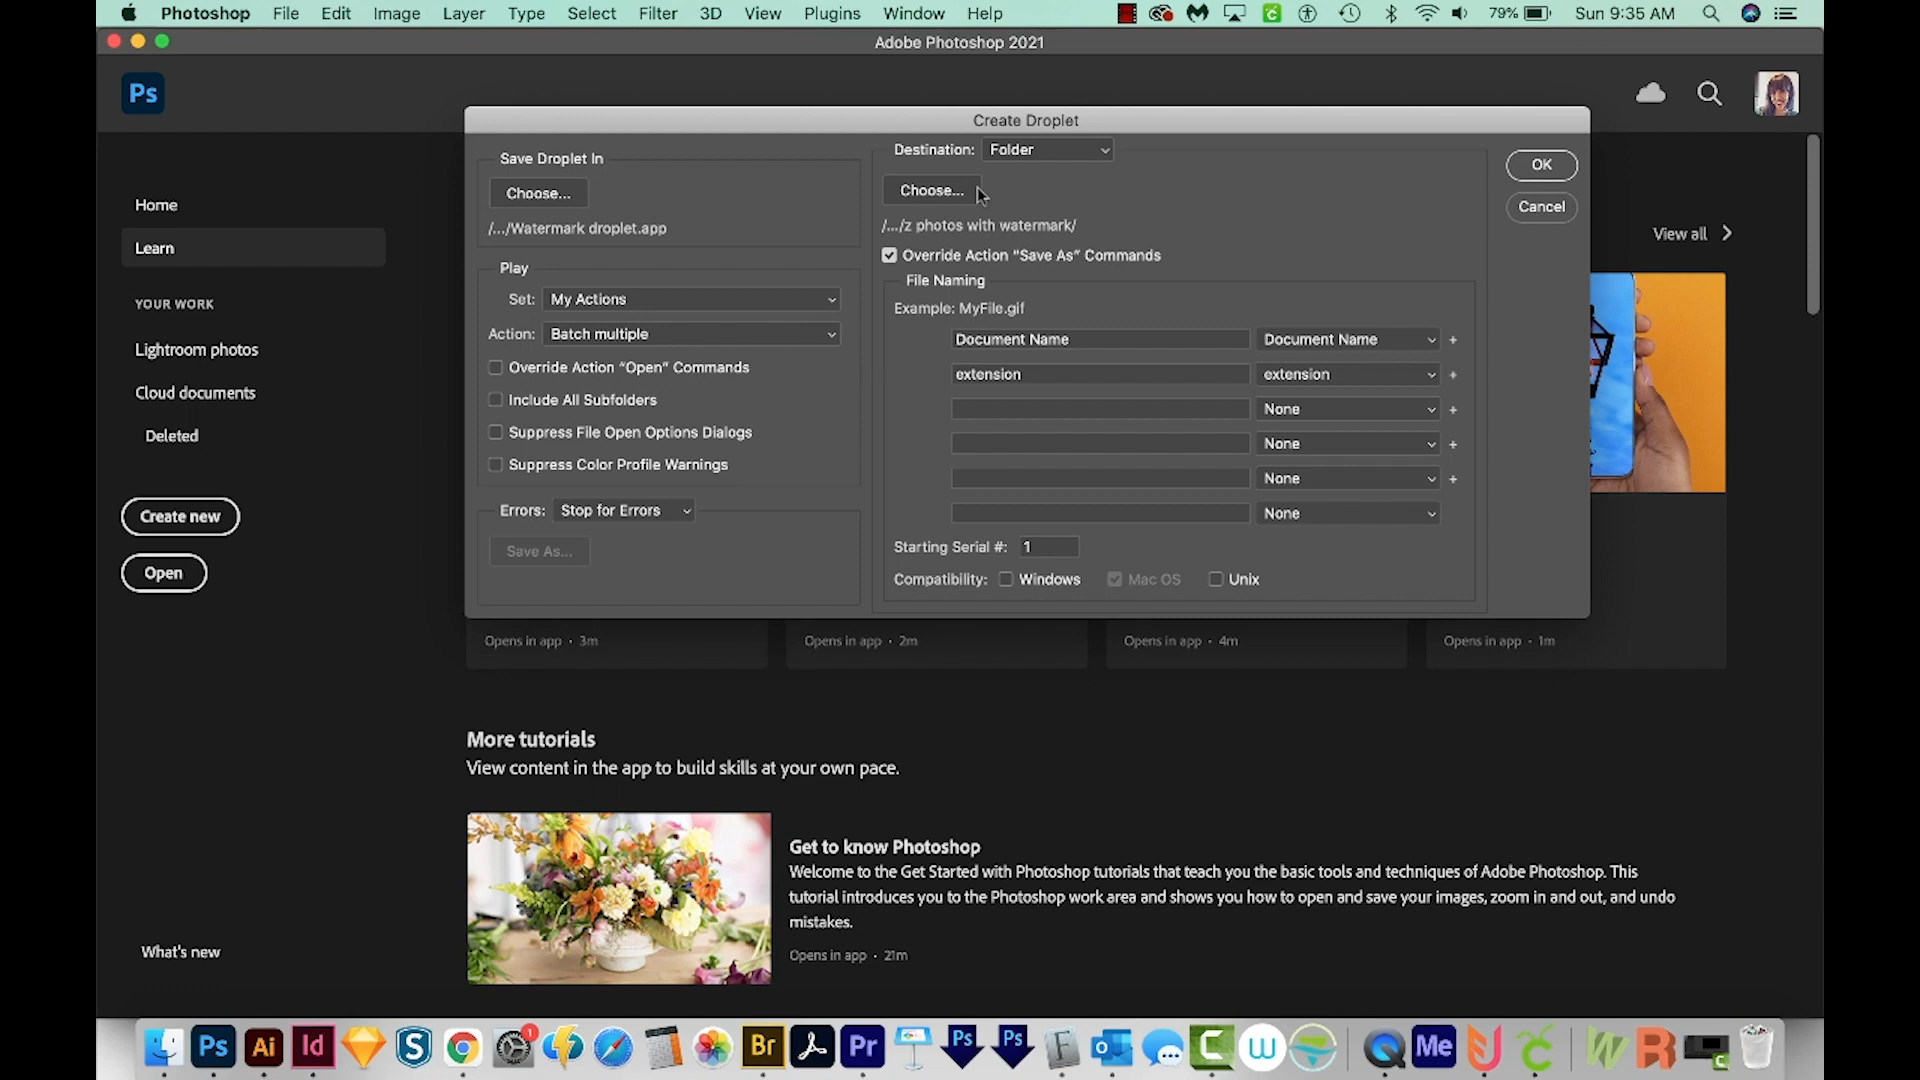 Photoshop File Edit Image Layer Type Select Filter 3D View Plugins Window Help 79% Sun 9:35 AM
Adobe Photoshop 2021
Ps
Create Droplet
Home
Learn
YOUR WORK
Lightroom photos
Cloud documents
Deleted
Create new
Open
What's new
Save Droplet In
Choose...
/.../Watermark droplet.app
Play
Set: My Actions
Action: Batch multiple
Override Action "Open" Commands
Include All Subfolders
Suppress File Open Options Dialogs
Suppress Color Profile Warnings
Errors: Stop for Errors
Save As...
Destination: Folder
Choose...
/.../z photos with watermark/
Override Action "Save As" Commands
File Naming
Example: MyFile.gif
Document Name Document Name +
extension extension +
None +
None +
None +
None
Starting Serial #: 1
Compatibility: Windows Mac OS Unix
OK
Cancel
View all
Opens in app • 3m
Opens in app • 2m
Opens in app • 4m
Opens in app • 1m
More tutorials
View content in the app to build skills at your own pace.
Get to know Photoshop
Welcome to the Get Started with Photoshop tutorials that teach you the basic tools and techniques of Adobe Photoshop. This
tutorial introduces you to the Photoshop work area and shows you how to open and save your images, zoom in and out, and undo
mistakes.
Opens in app • 21m
Ps Ai Id S 1 Br Pr Ps Ps F o C W Me